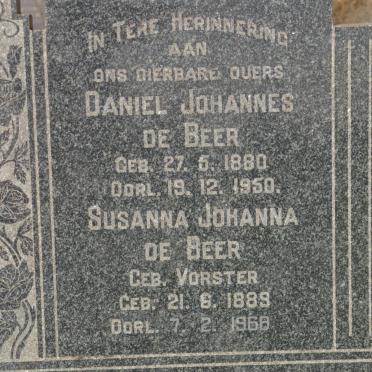 IN TERE HERINNERING
AAN
ONS DIERBARE OUERS
DANIEL JOHANNES
DE BEER
GEB. 27. 5. 1880
OORL. 19. 12. 1950.
SUSANNA JOHANNA
DE BEER
GEB. VORSTER
GEB. 21. 6. 1889
OORL. 7. 2. 1968